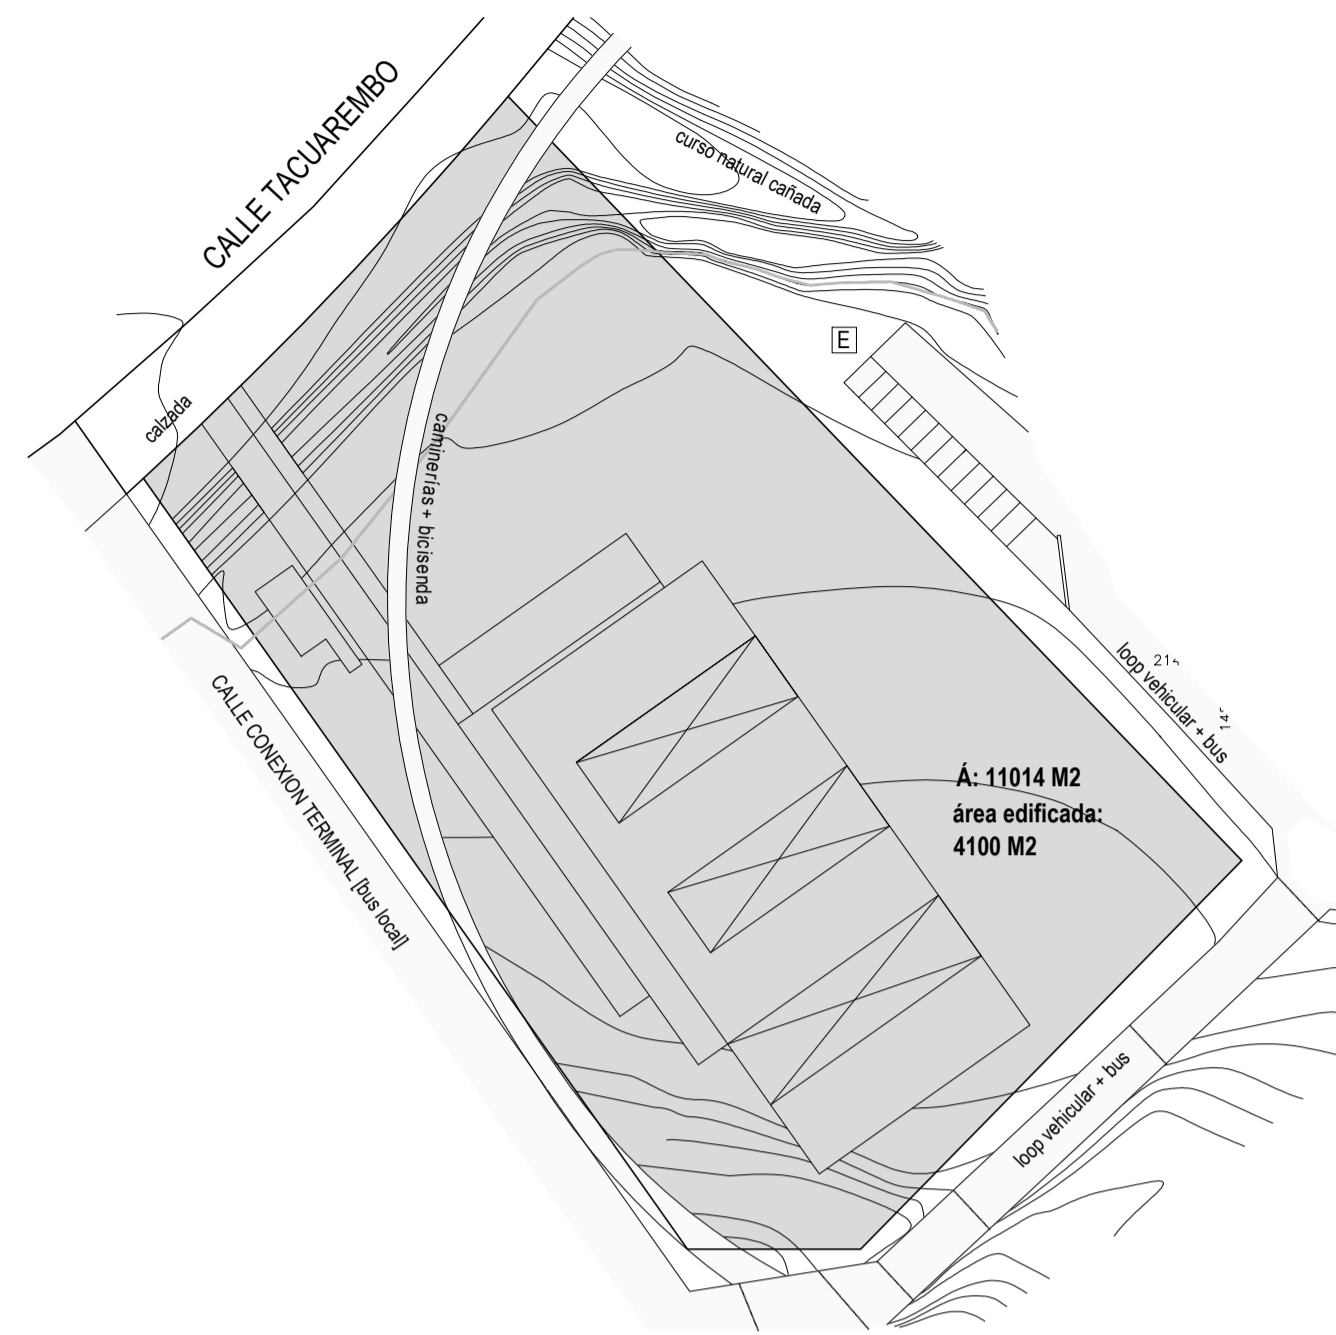 CALLE TACUAREMBO
curso natural cañada
E
calzada
caminerías + bicisenda
loop vehicular + bus
CALLE CONEXION TERMINAL [bus local]
Á: 11014 M2
área edificada:
4100 M2
loop vehicular + bus